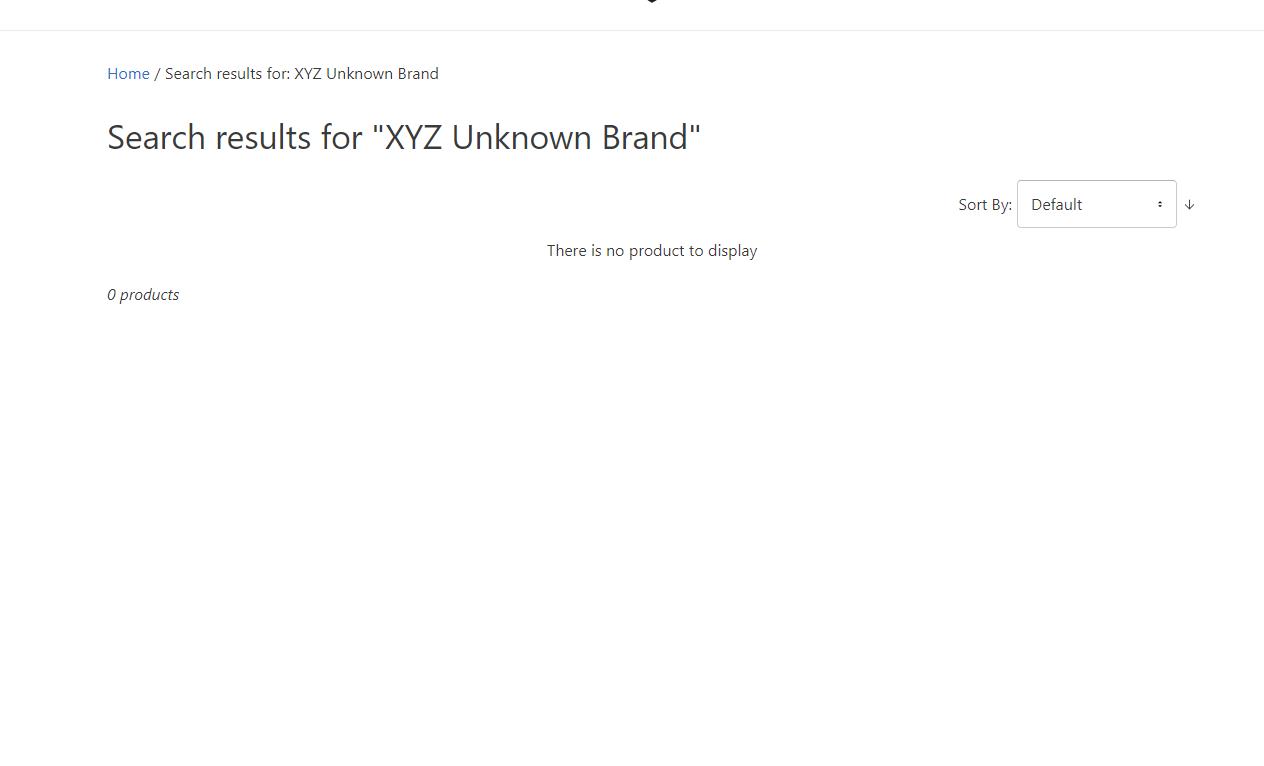 Home / Search results for: XYZ Unknown Brand
Search results for "XYZ Unknown Brand"
Sort By: Default
There is no product to display
0 products